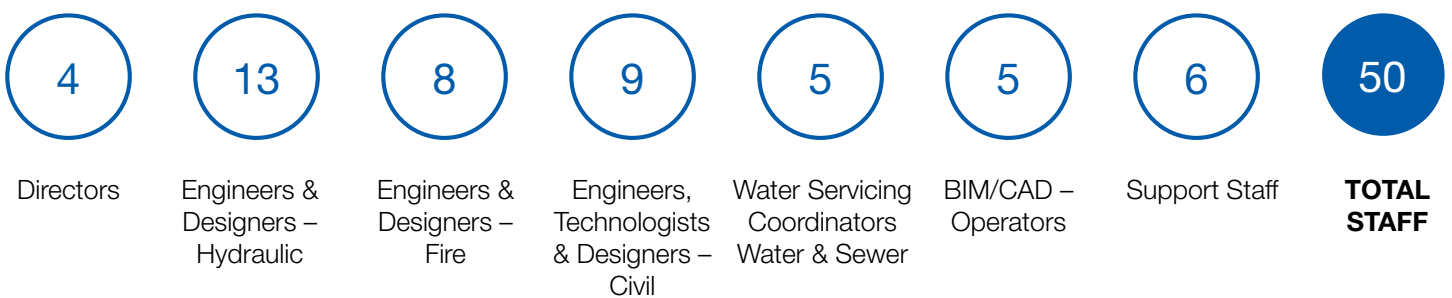 4
13
8
9
5
5
6
50
Directors
Engineers &
Designers –
Hydraulic
Engineers &
Designers –
Fire
Engineers,
Technologists
& Designers –
Civil
Water Servicing
Coordinators
Water & Sewer
BIM/CAD –
Operators
Support Staff
TOTAL
STAFF